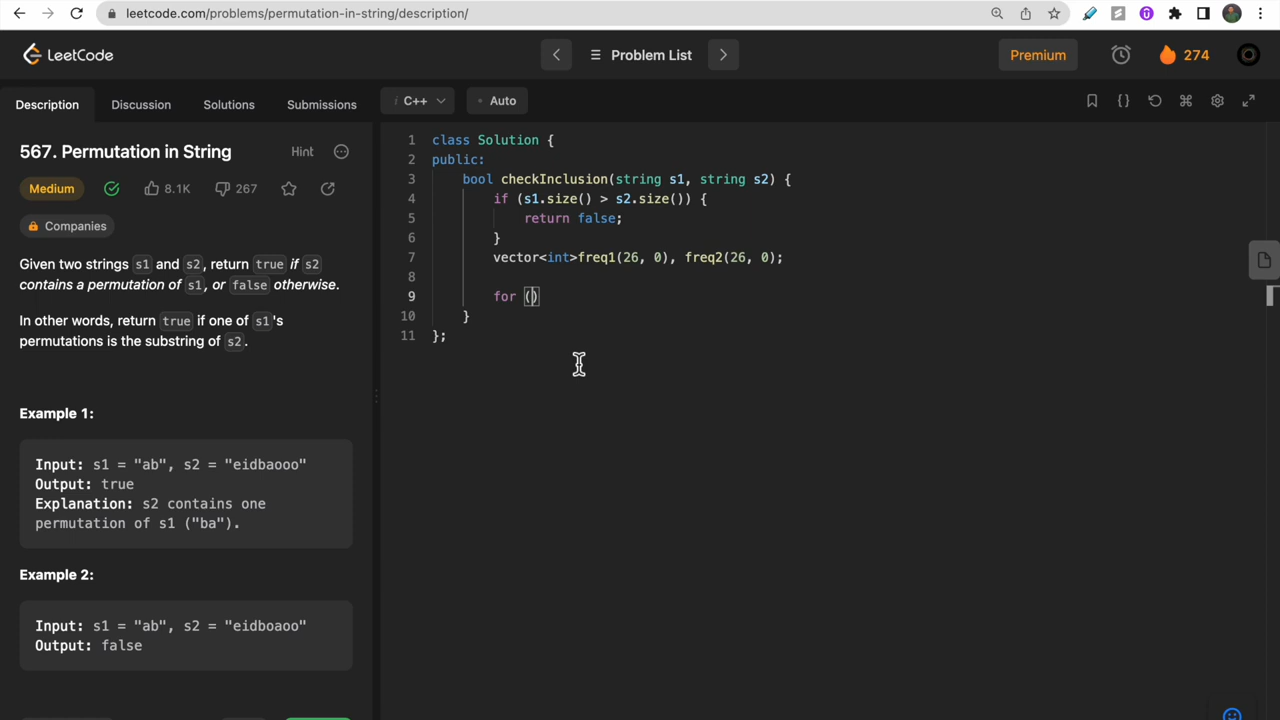 leetcode.com/problems/permutation-in-string/description/
LeetCode
Problem List
Premium
274
Description
Discussion
Solutions
Submissions
i C++
Auto
567. Permutation in String
Hint
Medium
8.1K
267
Companies
Given two strings s1 and s2, return true if s2
contains a permutation of s1, or false otherwise.
In other words, return true if one of s1's
permutations is the substring of s2.
Example 1:
Input: s1 = "ab", s2 = "eidbaooo"
Output: true
Explanation: s2 contains one
permutation of s1 ("ba").
Example 2:
Input: s1 = "ab", s2 = "eidboaoo"
Output: false
1 class Solution {
2 public:
3 bool checkInclusion(string s1, string s2) {
4 if (s1.size() > s2.size()) {
5 return false;
6 }
7 vector<int>freq1(26, 0), freq2(26, 0);
8
9 for ()
10 }
11 };